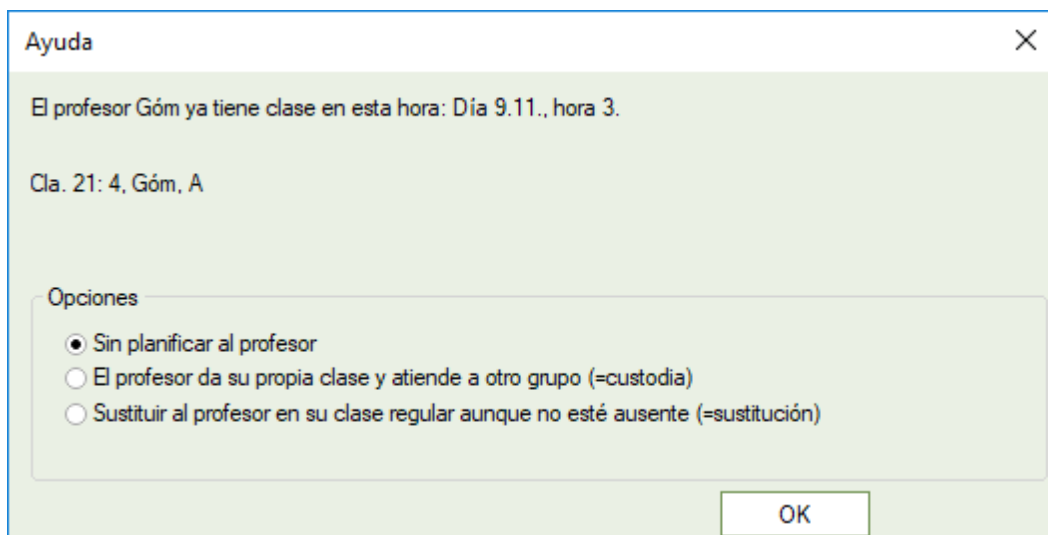 Ayuda
El profesor Góm ya tiene clase en esta hora: Día 9.11., hora 3.
Cla. 21: 4, Góm, A
Opciones
Sin planificar al profesor
El profesor da su propia clase y atiende a otro grupo (=custodia)
Sustituir al profesor en su clase regular aunque no esté ausente (=sustitución)
OK